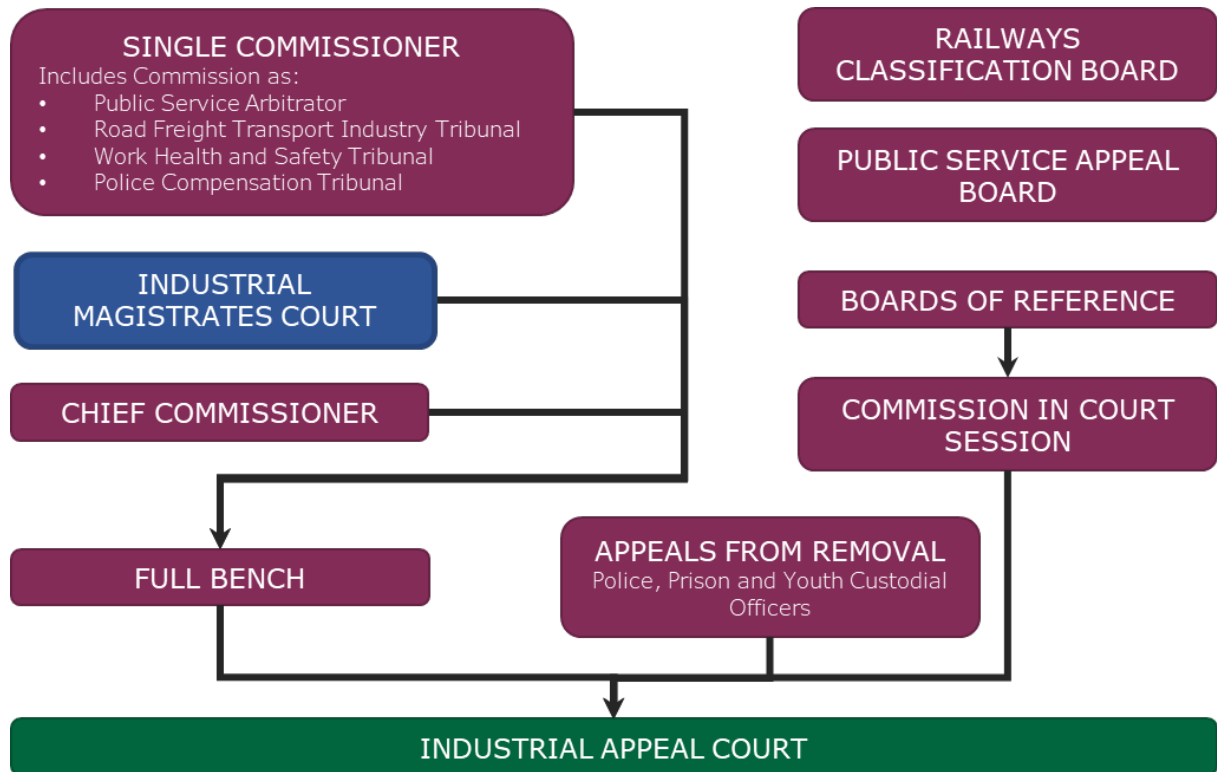 SINGLE COMMISSIONER
Includes Commission as:
• Public Service Arbitrator
• Road Freight Transport Industry Tribunal
• Work Health and Safety Tribunal
• Police Compensation Tribunal
RAILWAYS
CLASSIFICATION BOARD
PUBLIC SERVICE APPEAL
BOARD
INDUSTRIAL
MAGISTRATES COURT
BOARDS OF REFERENCE
CHIEF COMMISSIONER
COMMISSION IN COURT
SESSION
FULL BENCH
APPEALS FROM REMOVAL
Police, Prison and Youth Custodial
Officers
INDUSTRIAL APPEAL COURT